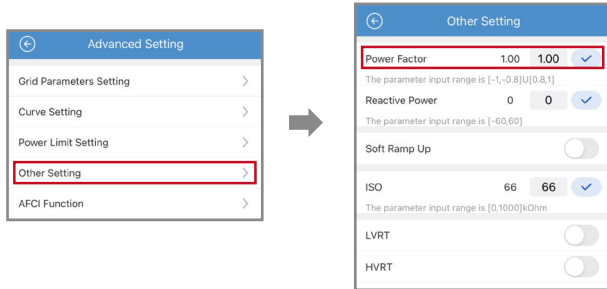 Advanced Setting
Grid Parameters Setting
Curve Setting
Power Limit Setting
Other Setting
AFCI Function
Other Setting
Power Factor 1.00 1.00
The parameter input range is [-1,-0.8]U[0.8,1]
Reactive Power 0 0
The parameter input range is [-60,60]
Soft Ramp Up
ISO 66 66
The parameter input range is [0,1000]kOhm
LVRT
HVRT